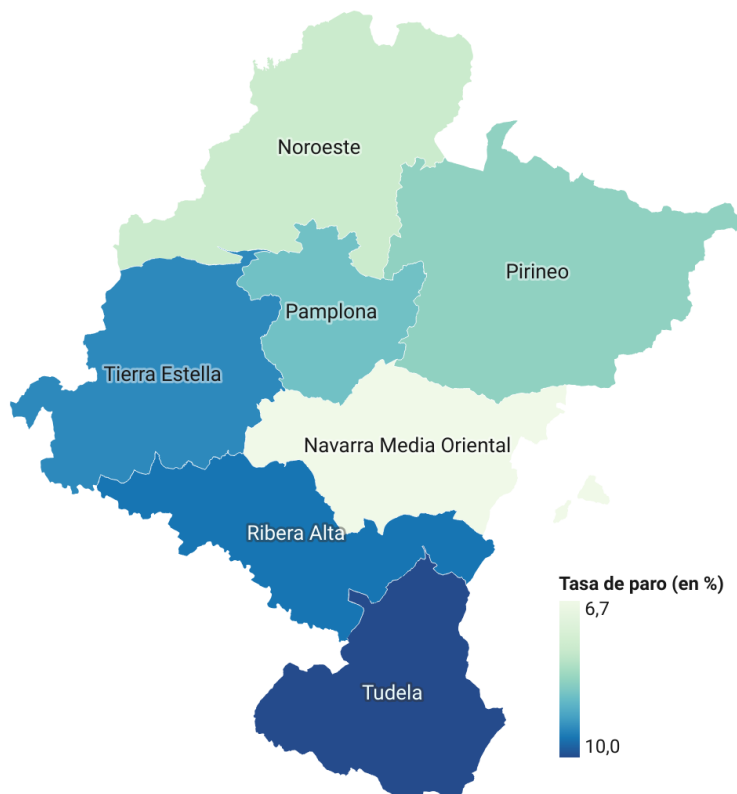 Noroeste
Pirineo
Pamplona
Tierra Estella
Navarra Media Oriental
Ribera Alta
Tasa de paro (en %)
6,7
Tudela
10,0